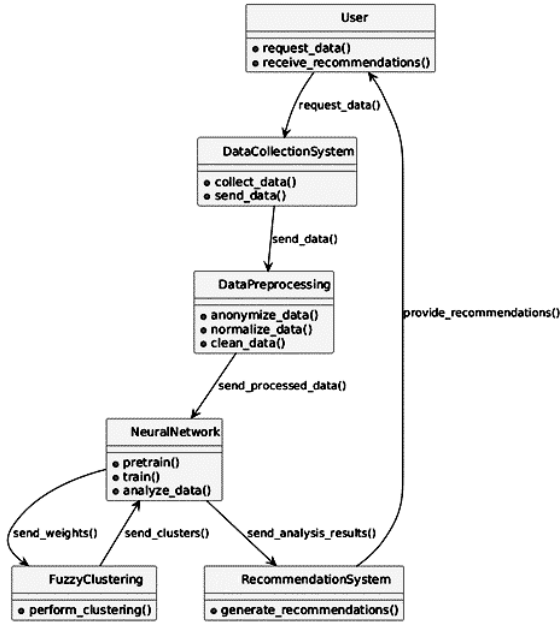 User
request_data()
receive_recommendations()
request_data()
DataCollectionSystem
collect_data()
send_data()
send_data()
DataPreprocessing
anonymize_data()
normalize_data()
clean_data()
provide_recommendations()
send_processed_data()
NeuralNetwork
pretrain()
train()
analyze_data()
send_weights()
send_clusters()
send_analysis_results()
FuzzyClustering
perform_clustering()
RecommendationSystem
generate_recommendations()